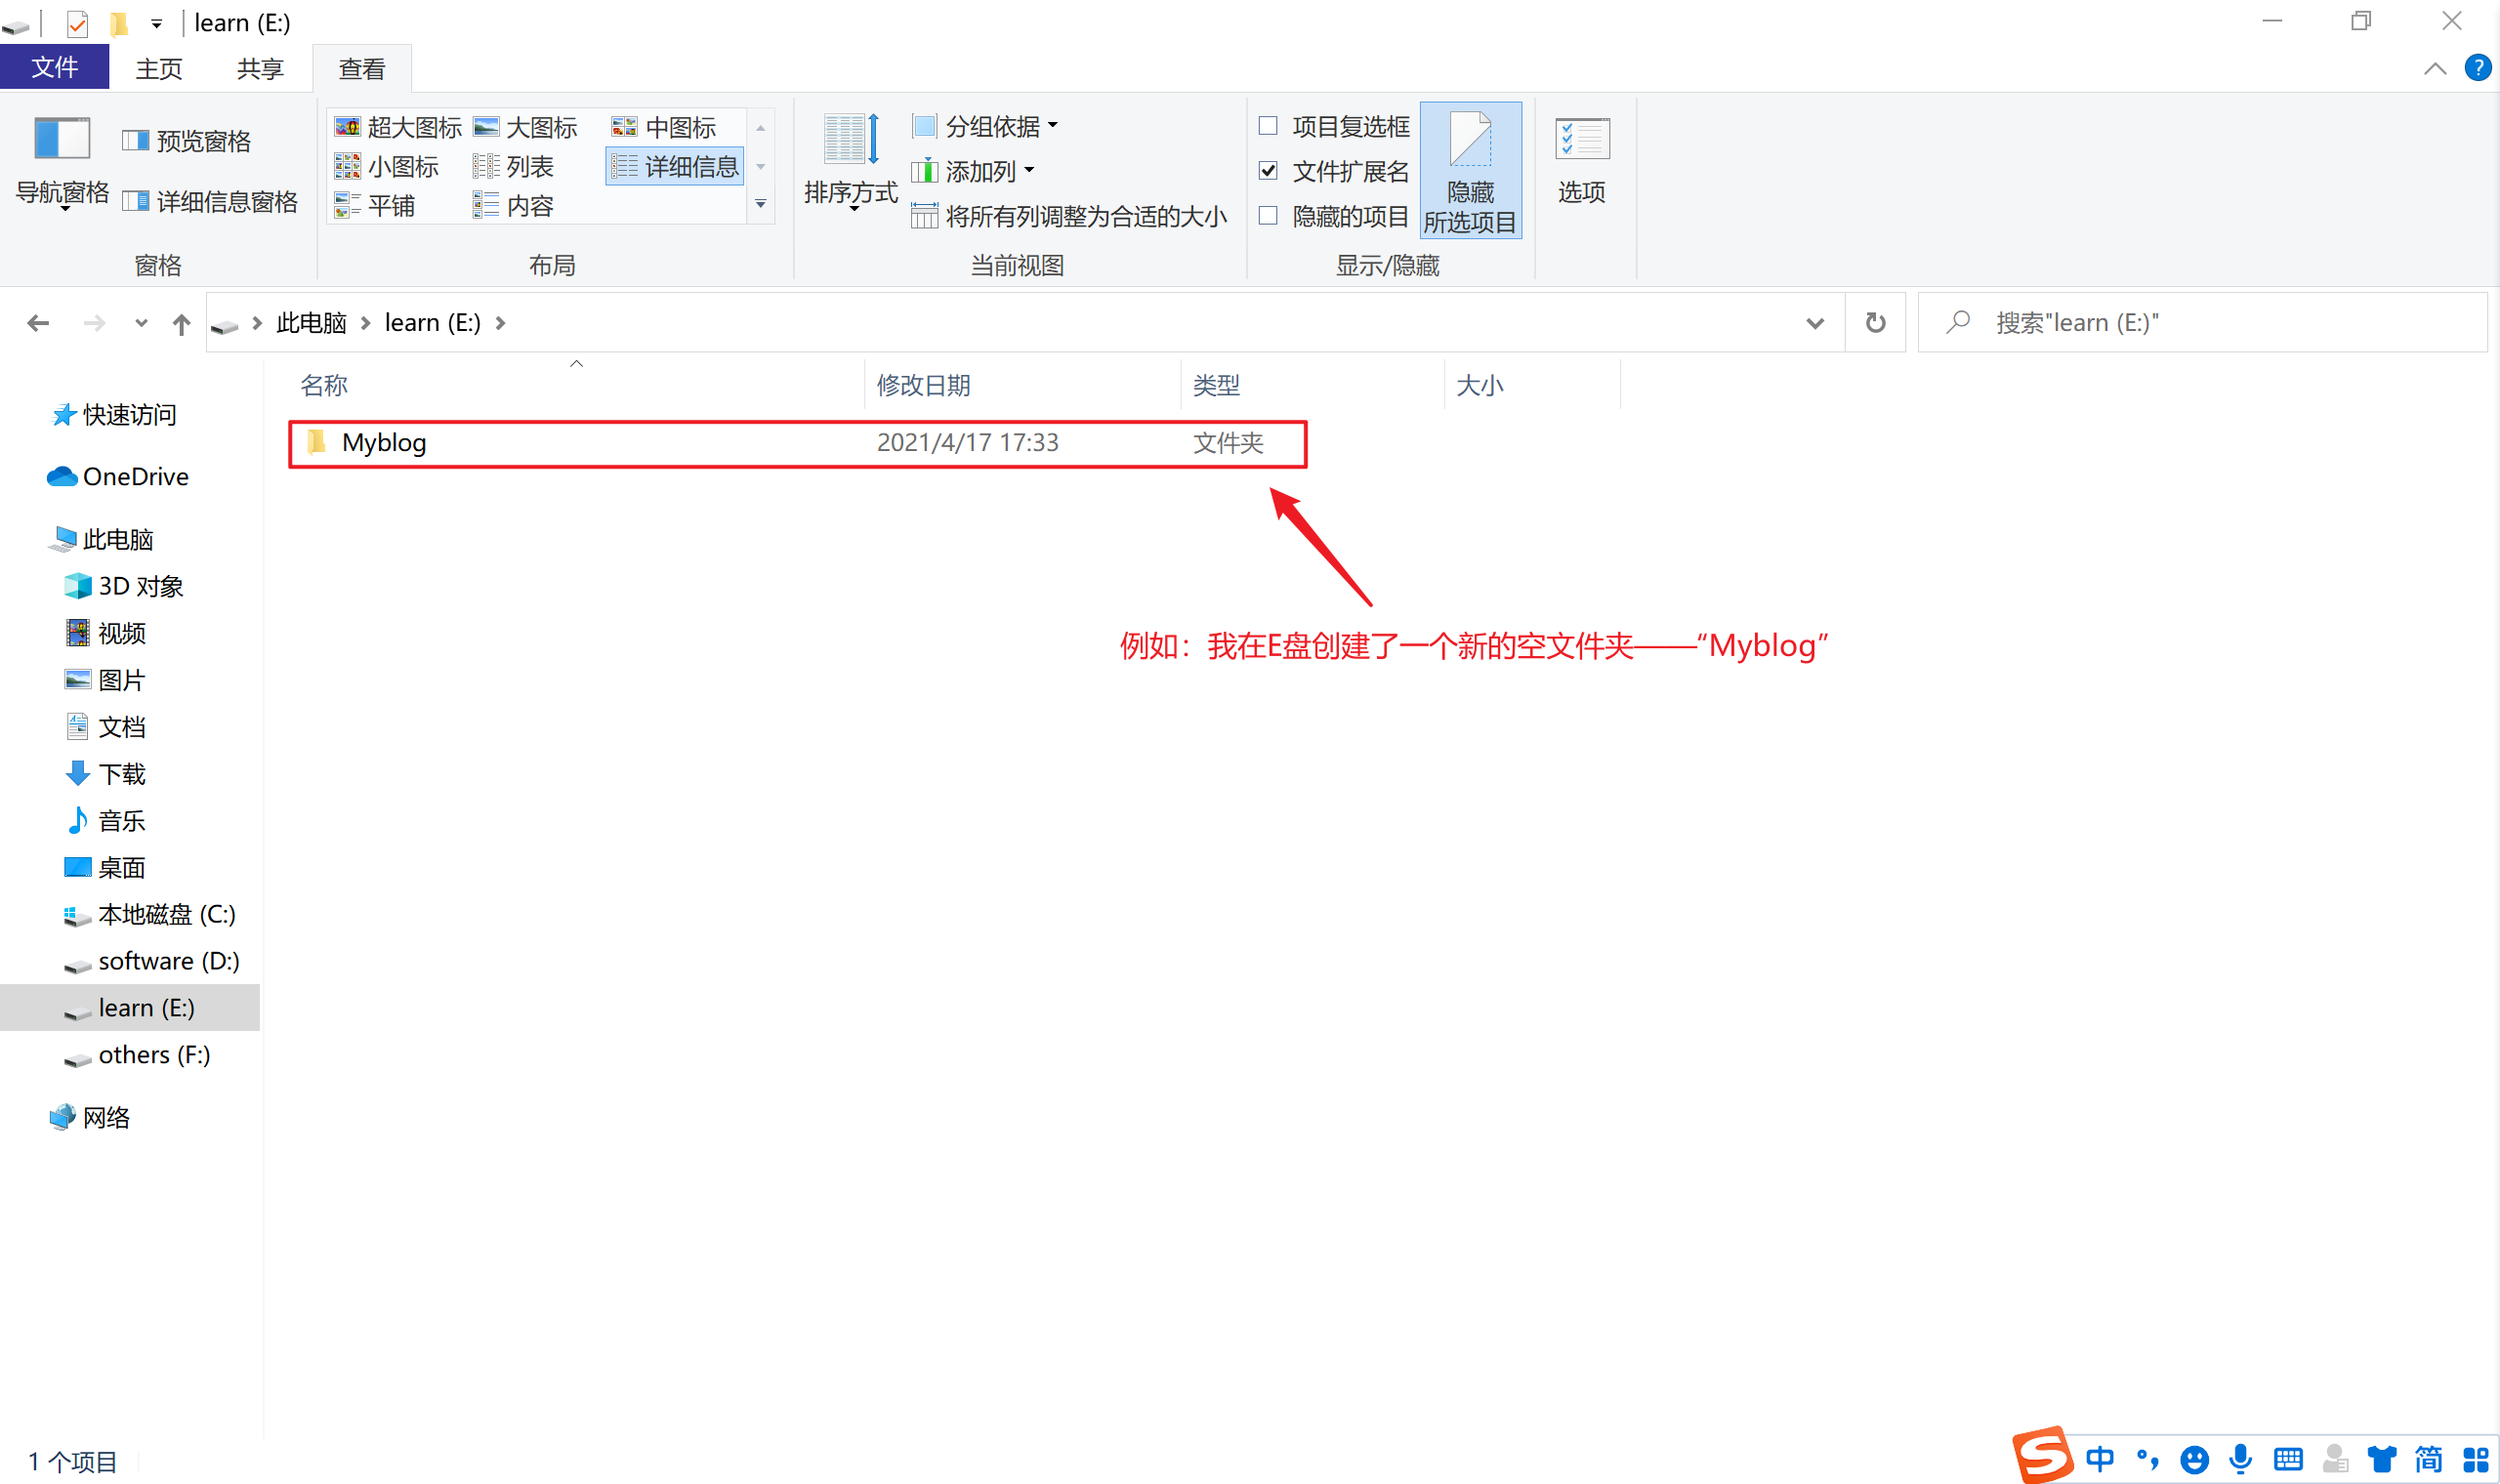 learn (E:)
文件 主页 共享 查看
导航窗格
预览窗格
详细信息窗格
窗格
超大图标 大图标 中图标
小图标 列表 详细信息
平铺 内容
布局
排序方式
分组依据
添加列
将所有列调整为合适的大小
当前视图
项目复选框
文件扩展名
隐藏的项目
隐藏
所选项目
显示/隐藏
选项
此电脑 learn (E:)
搜索"learn (E:)"
名称 修改日期 类型 大小
Myblog 2021/4/17 17:33 文件夹
例如：我在E盘创建了一个新的空文件夹——“Myblog”
快速访问
OneDrive
此电脑
3D 对象
视频
图片
文档
下载
音乐
桌面
本地磁盘 (C:)
software (D:)
learn (E:)
others (F:)
网络
1 个项目
中 简